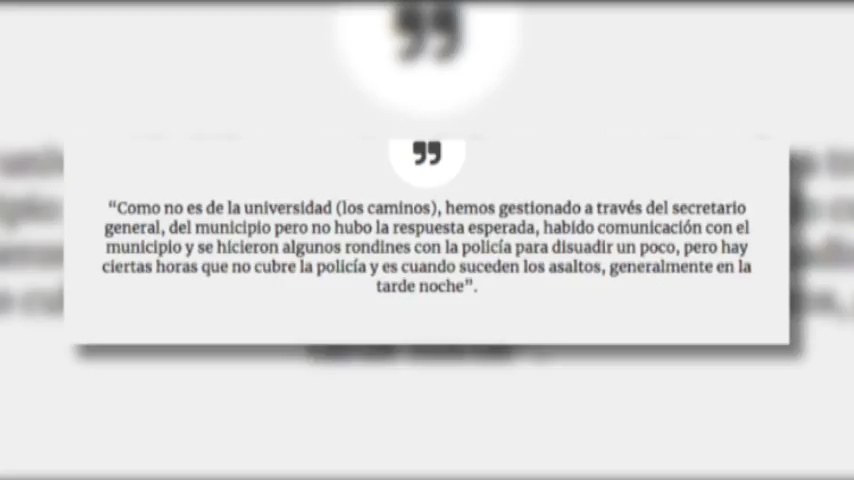 ”
“Como no es de la universidad (los caminos), hemos gestionado a través del secretario
general, del municipio pero no hubo la respuesta esperada, habido comunicación con el
municipio y se hicieron algunos rondines con la policía para disuadir un poco, pero hay
ciertas horas que no cubre la policía y es cuando suceden los asaltos, generalmente en la
tarde noche”.